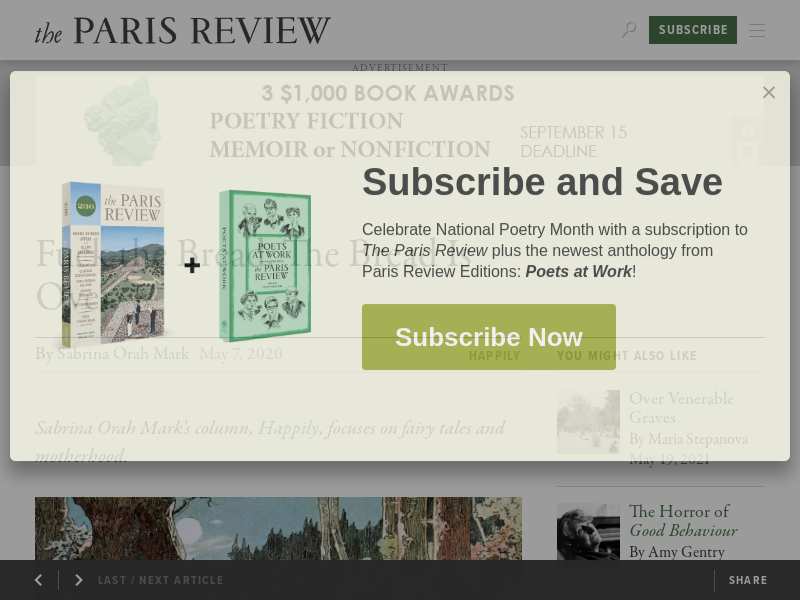 the PARIS REVIEW
SUBSCRIBE
ADVERTISEMENT
3 $1,000 BOOK AWARDS
POETRY FICTION
MEMOIR or NONFICTION
SEPTEMBER 15
DEADLINE
Subscribe and Save
Celebrate National Poetry Month with a subscription to
The Paris Review plus the newest anthology from
Paris Review Editions: Poets at Work!
Subscribe Now
the PARIS
REVIEW
PARIS REVIEW
+
POETS
AT WORK
the PARIS
REVIEW
POETS AT WORK
The Bread Is
By Sabrina Orah Mark May 7, 2020
HAPPILY
Sabrina Orah Mark's column, Happily, focuses on fairy tales and
motherhood.
YOU MIGHT ALSO LIKE
Over Venerable
Graves
By Maria Stepanova
May 19, 2021
The Horror of
Good Behaviour
By Amy Gentry
LAST / NEXT ARTICLE
SHARE